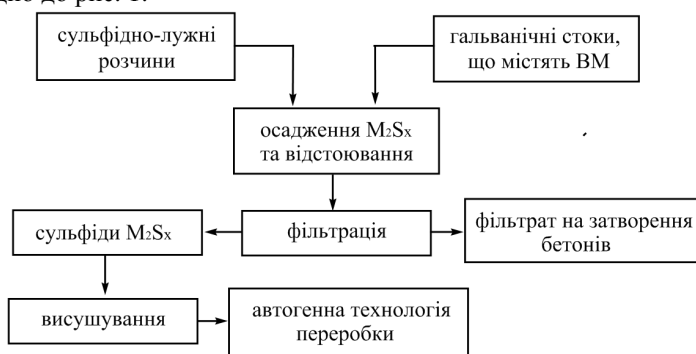 сульфідно-лужні
розчини
гальванічні стоки,
що містять ВМ
осадження M₂Sₓ
та відстоювання
сульфіди M₂Sₓ
фільтрація
фільтрат на затворення
бетонів
висушування
автогенна технологія
переробки